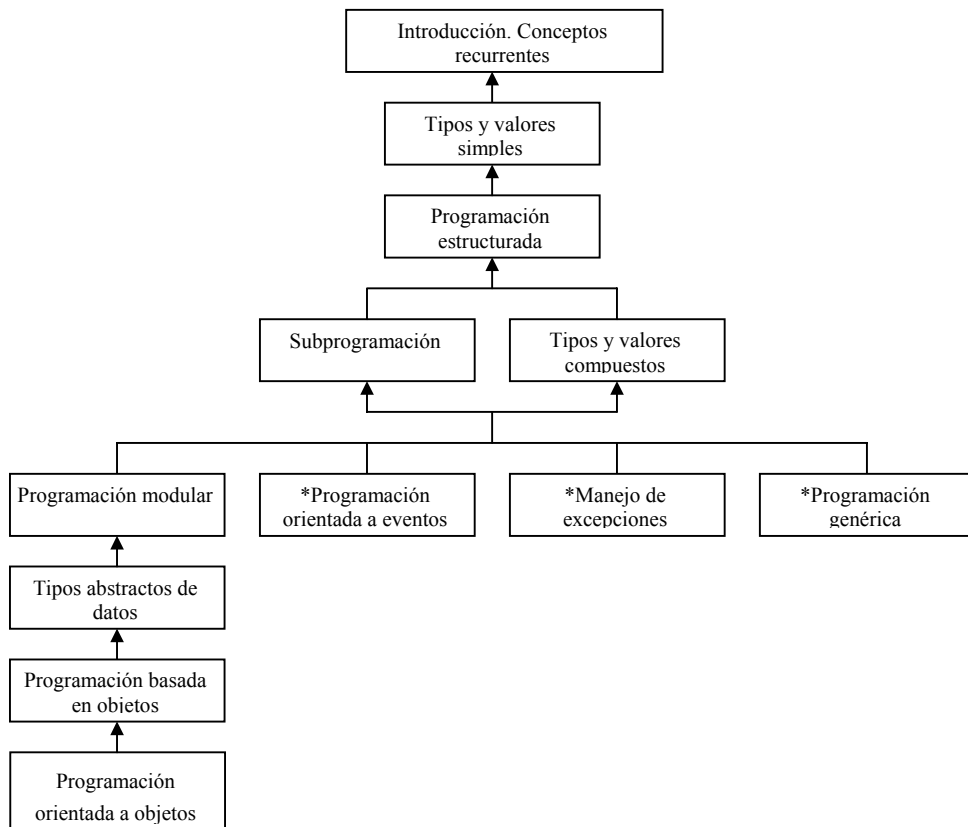 Introducción. Conceptos
recurrentes
Tipos y valores
simples
Programación
estructurada
Subprogramación
Tipos y valores
compuestos
Programación modular
*Programación
orientada a eventos
*Manejo de
excepciones
*Programación
genérica
Tipos abstractos de
datos
Programación basada
en objetos
Programación
orientada a objetos